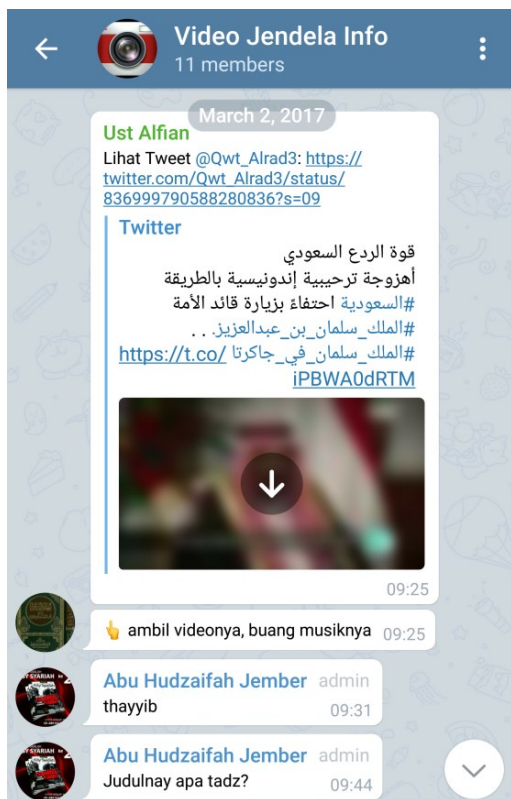 Video Jendela Info
11 members
March 2, 2017
Ust Alfian
Lihat Tweet @Qwt_Alrad3: https://
twitter.com/Qwt_Alrad3/status/
836999790588280836?s=09
Twitter
قوة الردع السعودي
أهزوجة ترحيبية إندونيسية بالطريقة
#السعودية احتفاءً بزيارة قائد الأمة
#الملك_سلمان_بن_عبدالعزيز. . .
#الملك_سلمان_في_جاكرتا https://t.co/
iPBWA0dRTM
09:25
👆 ambil videonya, buang musiknya 09:25
Abu Hudzaifah Jember admin
thayyib 09:31
Abu Hudzaifah Jember admin
Judulnay apa tadz? 09:44